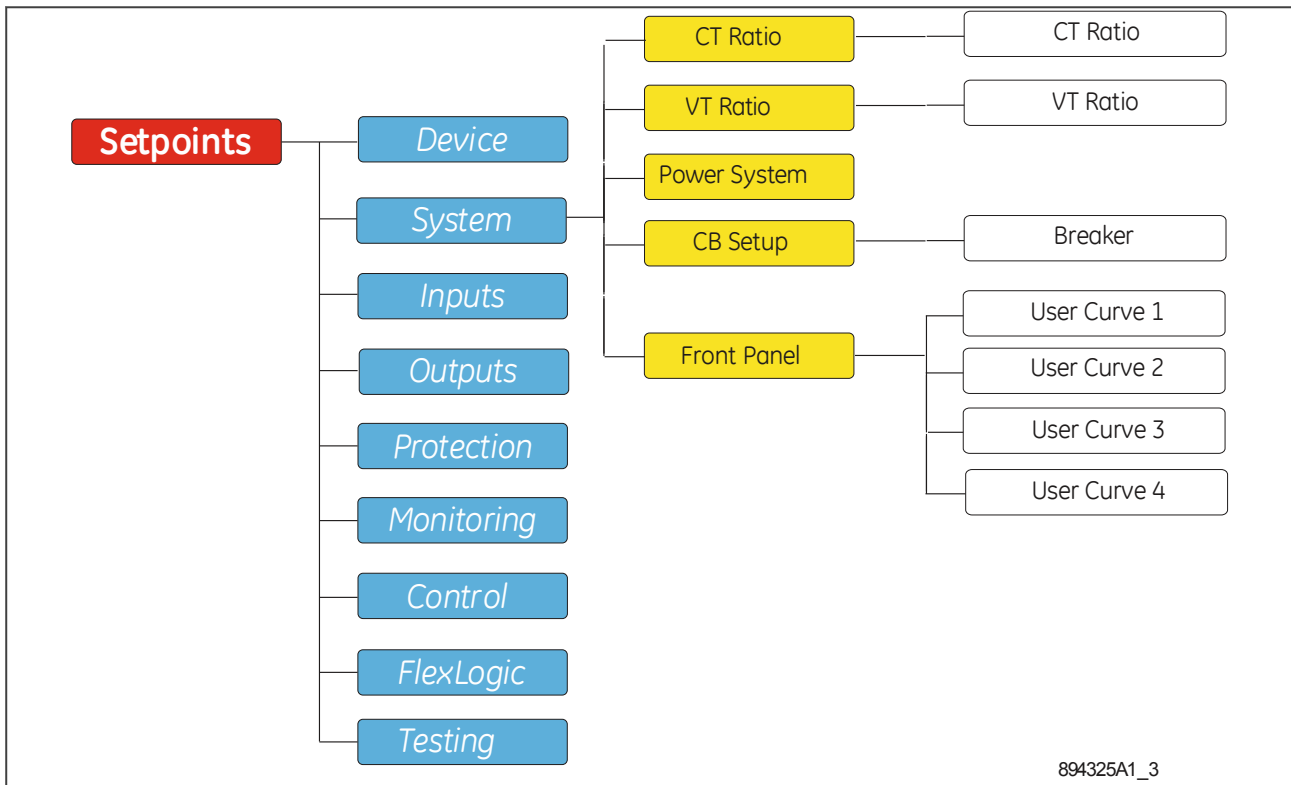 Setpoints
Device
System
Inputs
Outputs
Protection
Monitoring
Control
FlexLogic
Testing
CT Ratio
VT Ratio
Power System
CB Setup
Front Panel
CT Ratio
VT Ratio
Breaker
User Curve 1
User Curve 2
User Curve 3
User Curve 4
894325A1_3